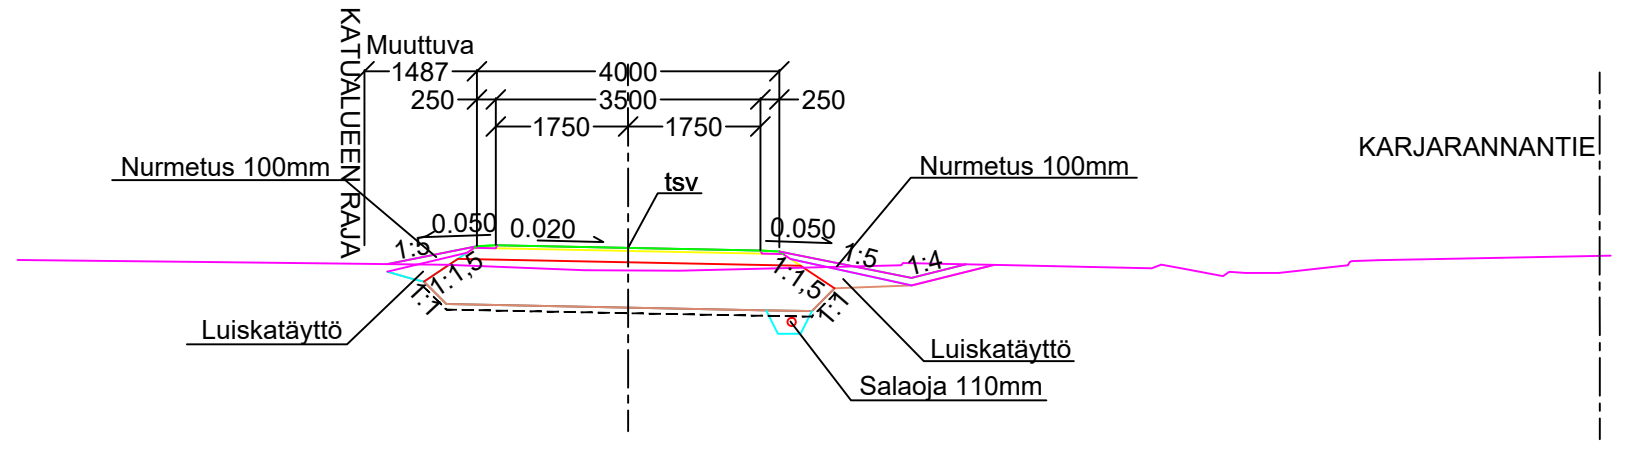 KATUALUEEN RAJA
Muuttuva
1487 4000
250 3500 250
1750 1750
KARJARANNANTIE
Nurmetus 100mm
Nurmetus 100mm
tsv
0.050 0.020 0.050
1:5 1:5 1:4
1:1,5 1:1,5
1:1 1:1
Luiskatäyttö
Luiskatäyttö
Salaoja 110mm